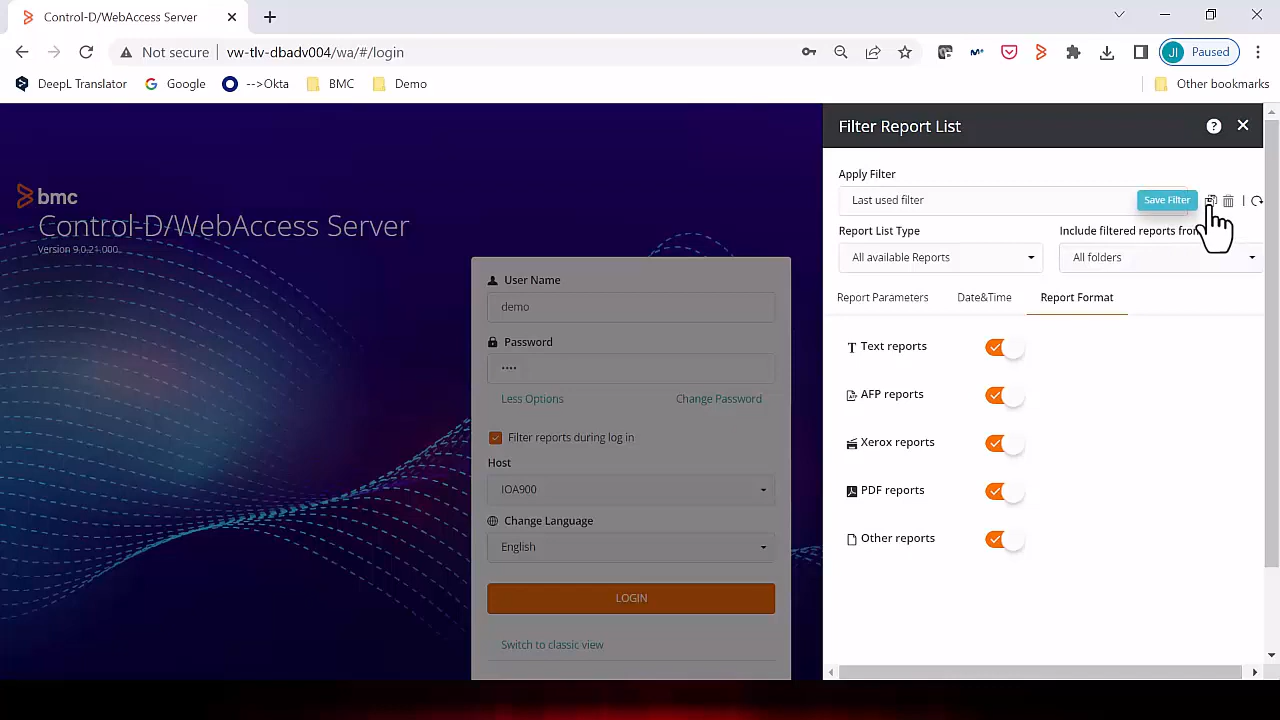 Control-D/WebAccess Server
Not secure
vw-tlv-dbadv004/wa/#/login
JI
Paused
DeepL Translator
Google
-->Okta
BMC
Demo
Other bookmarks
bmc
Control-D/WebAccess Server
Version 9.0.21.000
User Name
demo
Password
••••
Less Options
Change Password
Filter reports during log in
Host
IOA900
Change Language
English
LOGIN
Switch to classic view
Filter Report List
Apply Filter
Last used filter
Save Filter
Report List Type
Include filtered reports from
All available Reports
All folders
Report Parameters
Date&Time
Report Format
Text reports
AFP reports
Xerox reports
PDF reports
Other reports